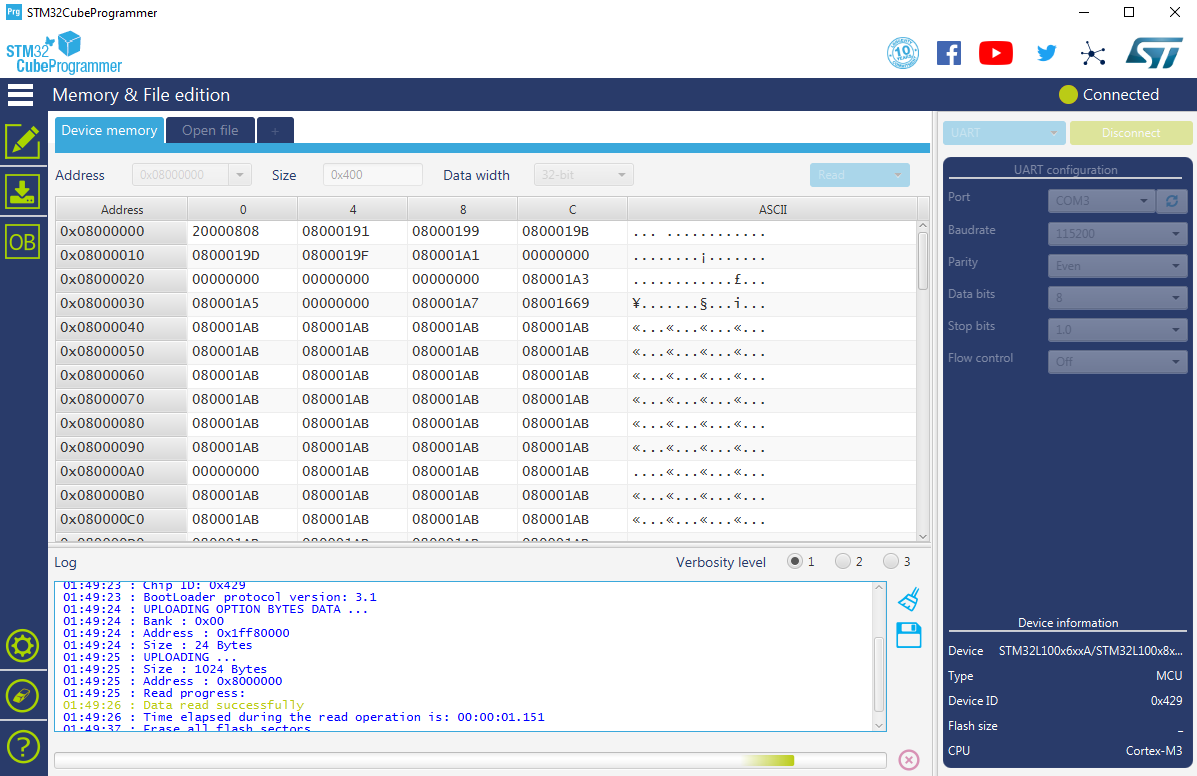 Prg STM32CubeProgrammer
STM32
CubeProgrammer
10
Memory & File edition
Connected
Device memory
Open file
+
UART
Disconnect
Address
0x08000000
Size
0x400
Data width
32-bit
Read
Address 0 4 8 C ASCII
0x08000000 20000808 08000191 08000199 0800019B ... ............
0x08000010 0800019D 0800019F 080001A1 00000000 ........¡.......
0x08000020 00000000 00000000 00000000 080001A3 ............£...
0x08000030 080001A5 00000000 080001A7 08001669 ¥.......§...i...
0x08000040 080001AB 080001AB 080001AB 080001AB «...«...«...«...
0x08000050 080001AB 080001AB 080001AB 080001AB «...«...«...«...
0x08000060 080001AB 080001AB 080001AB 080001AB «...«...«...«...
0x08000070 080001AB 080001AB 080001AB 080001AB «...«...«...«...
0x08000080 080001AB 080001AB 080001AB 080001AB «...«...«...«...
0x08000090 080001AB 080001AB 080001AB 080001AB «...«...«...«...
0x080000A0 00000000 080001AB 080001AB 080001AB ....«...«...«...
0x080000B0 080001AB 080001AB 080001AB 080001AB «...«...«...«...
0x080000C0 080001AB 080001AB 080001AB 080001AB «...«...«...«...
OB
UART configuration
Port COM3
Baudrate 115200
Parity Even
Data bits 8
Stop bits 1.0
Flow control Off
Log
Verbosity level 1 2 3
01:49:23 : Chip ID: 0x429
01:49:23 : BootLoader protocol version: 3.1
01:49:24 : UPLOADING OPTION BYTES DATA ...
01:49:24 : Bank : 0x00
01:49:24 : Address : 0x1ff80000
01:49:24 : Size : 24 Bytes
01:49:25 : UPLOADING ...
01:49:25 : Size : 1024 Bytes
01:49:25 : Address : 0x8000000
01:49:25 : Read progress:
01:49:26 : Data read successfully
01:49:26 : Time elapsed during the read operation is: 00:00:01.151
01:49:37 : Erase all flash sectors
Device information
Device STM32L100x6xxA/STM32L100x8x...
Type MCU
Device ID 0x429
Flash size _
CPU Cortex-M3